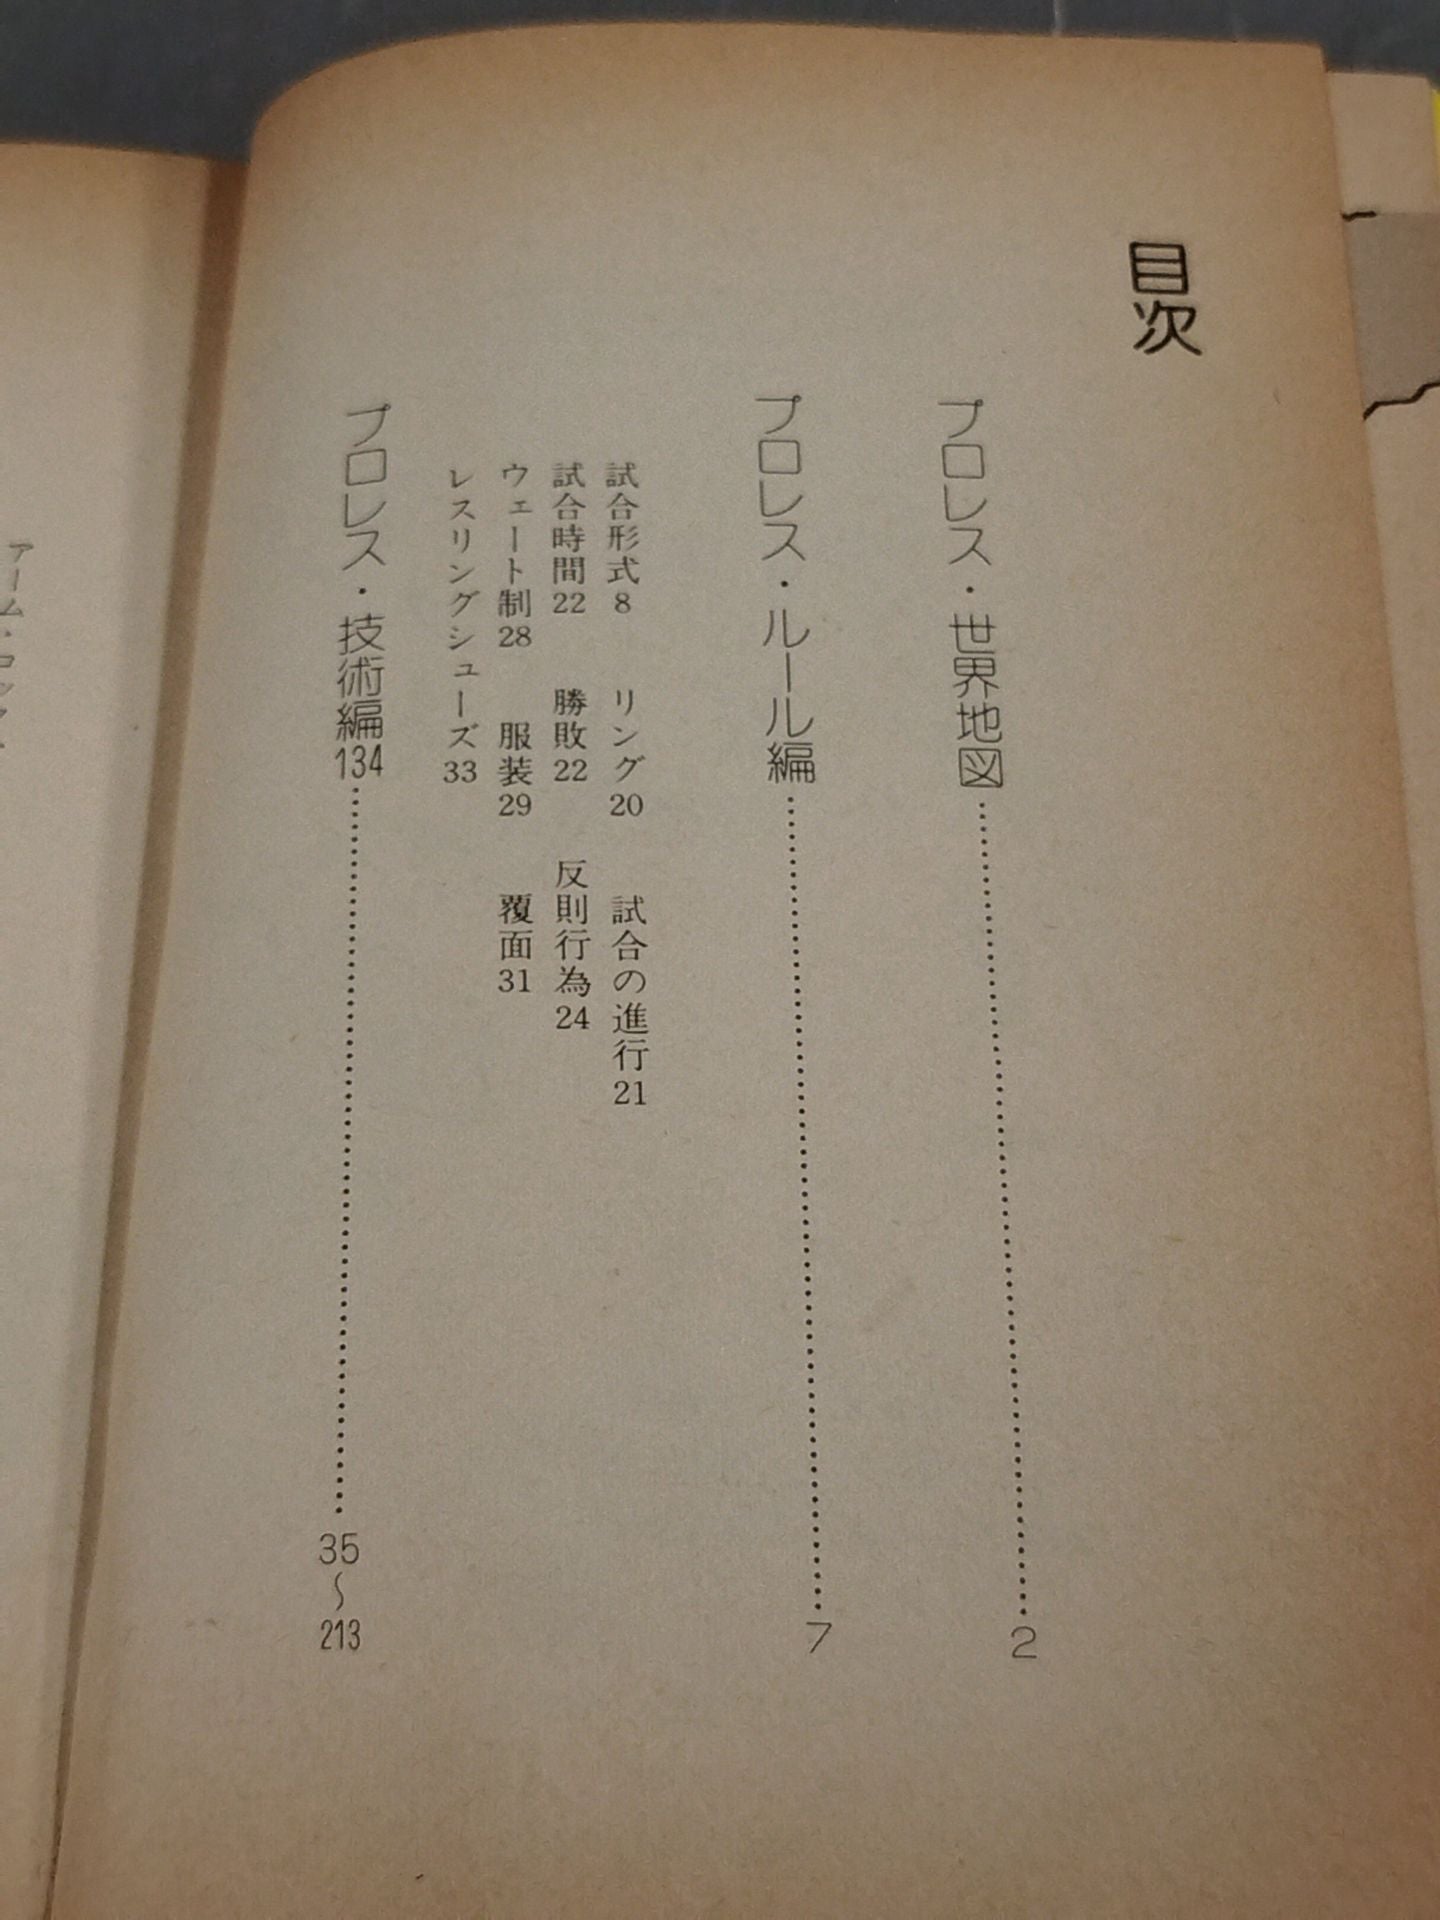 目次
プロレス・世界地図……………………2
プロレス・ルール編……………………7
試合形式8 リング20 試合の進行21
試合時間22 勝敗22 反則行為24
ウェート制28 服装29 覆面31
レスリングシューズ33
プロレス・技術編134……………………35〜213